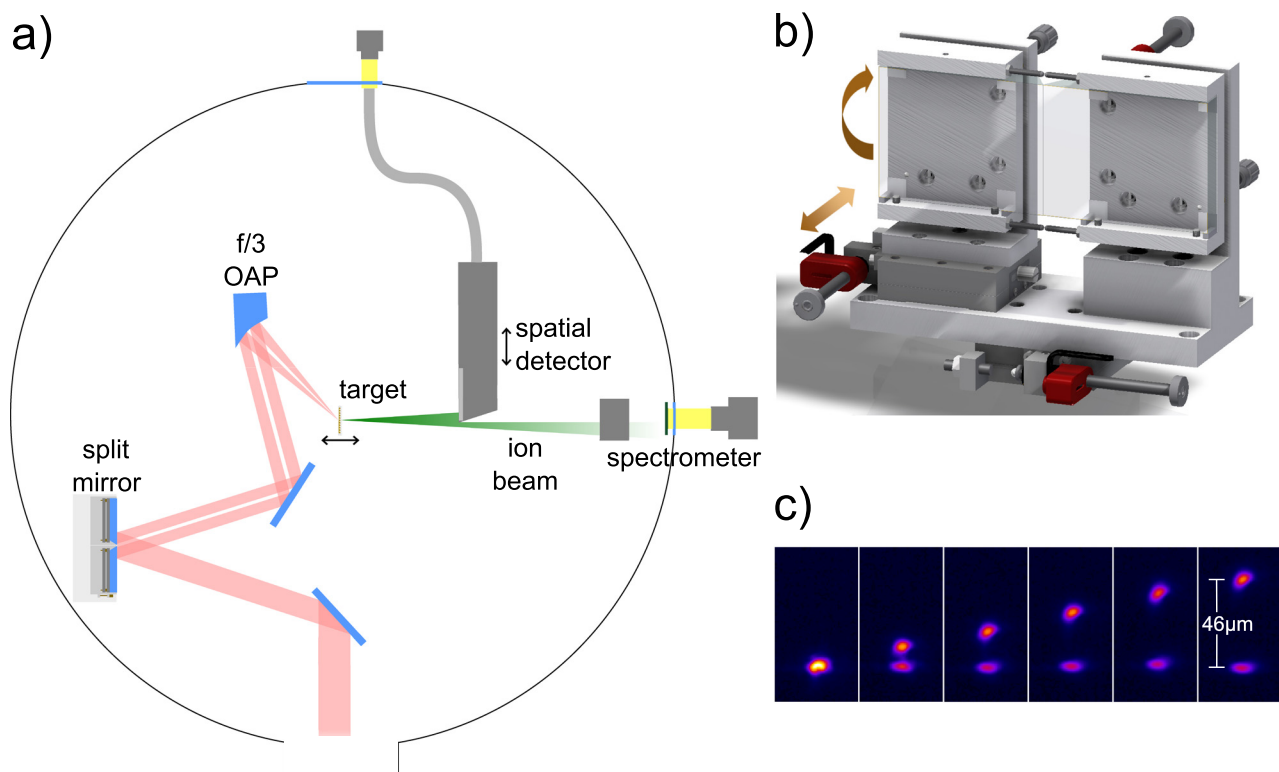 a)
f/3
OAP
spatial
detector
target
split
mirror
ion
beam
spectrometer
b)
c)
46μm